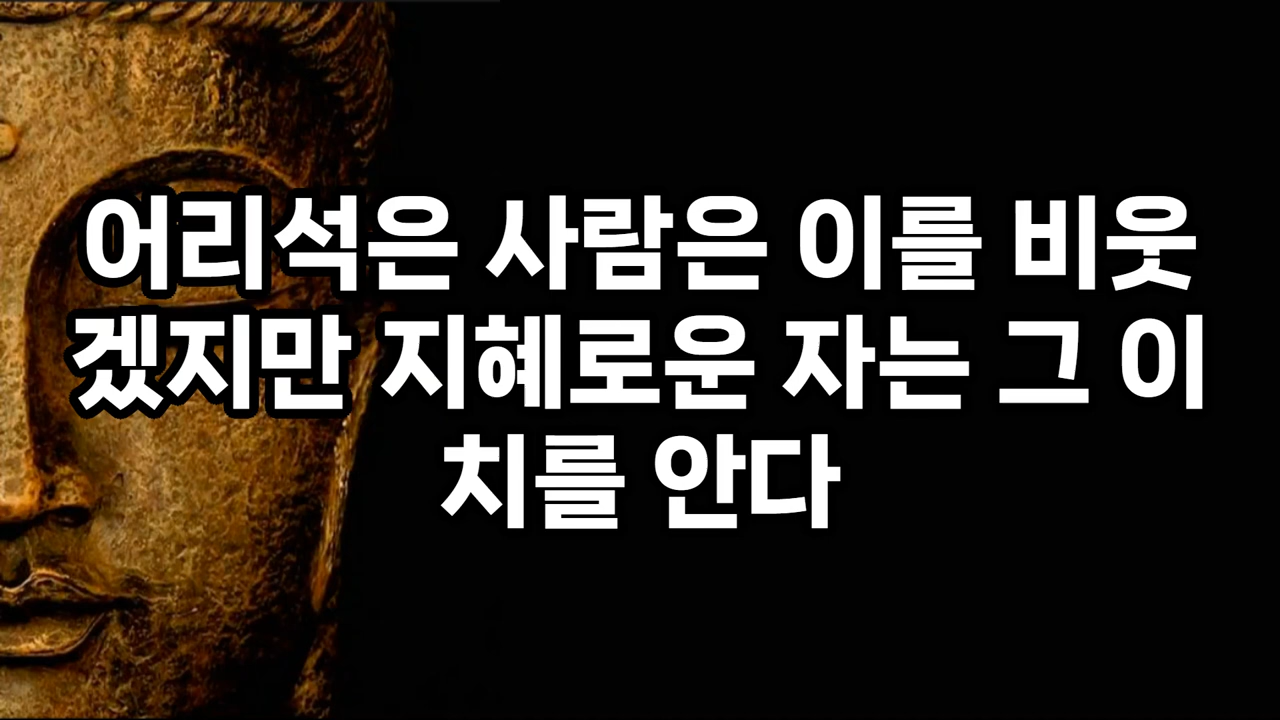 어리석은 사람은 이를 비웃
겠지만 지혜로운 자는 그 이
치를 안다